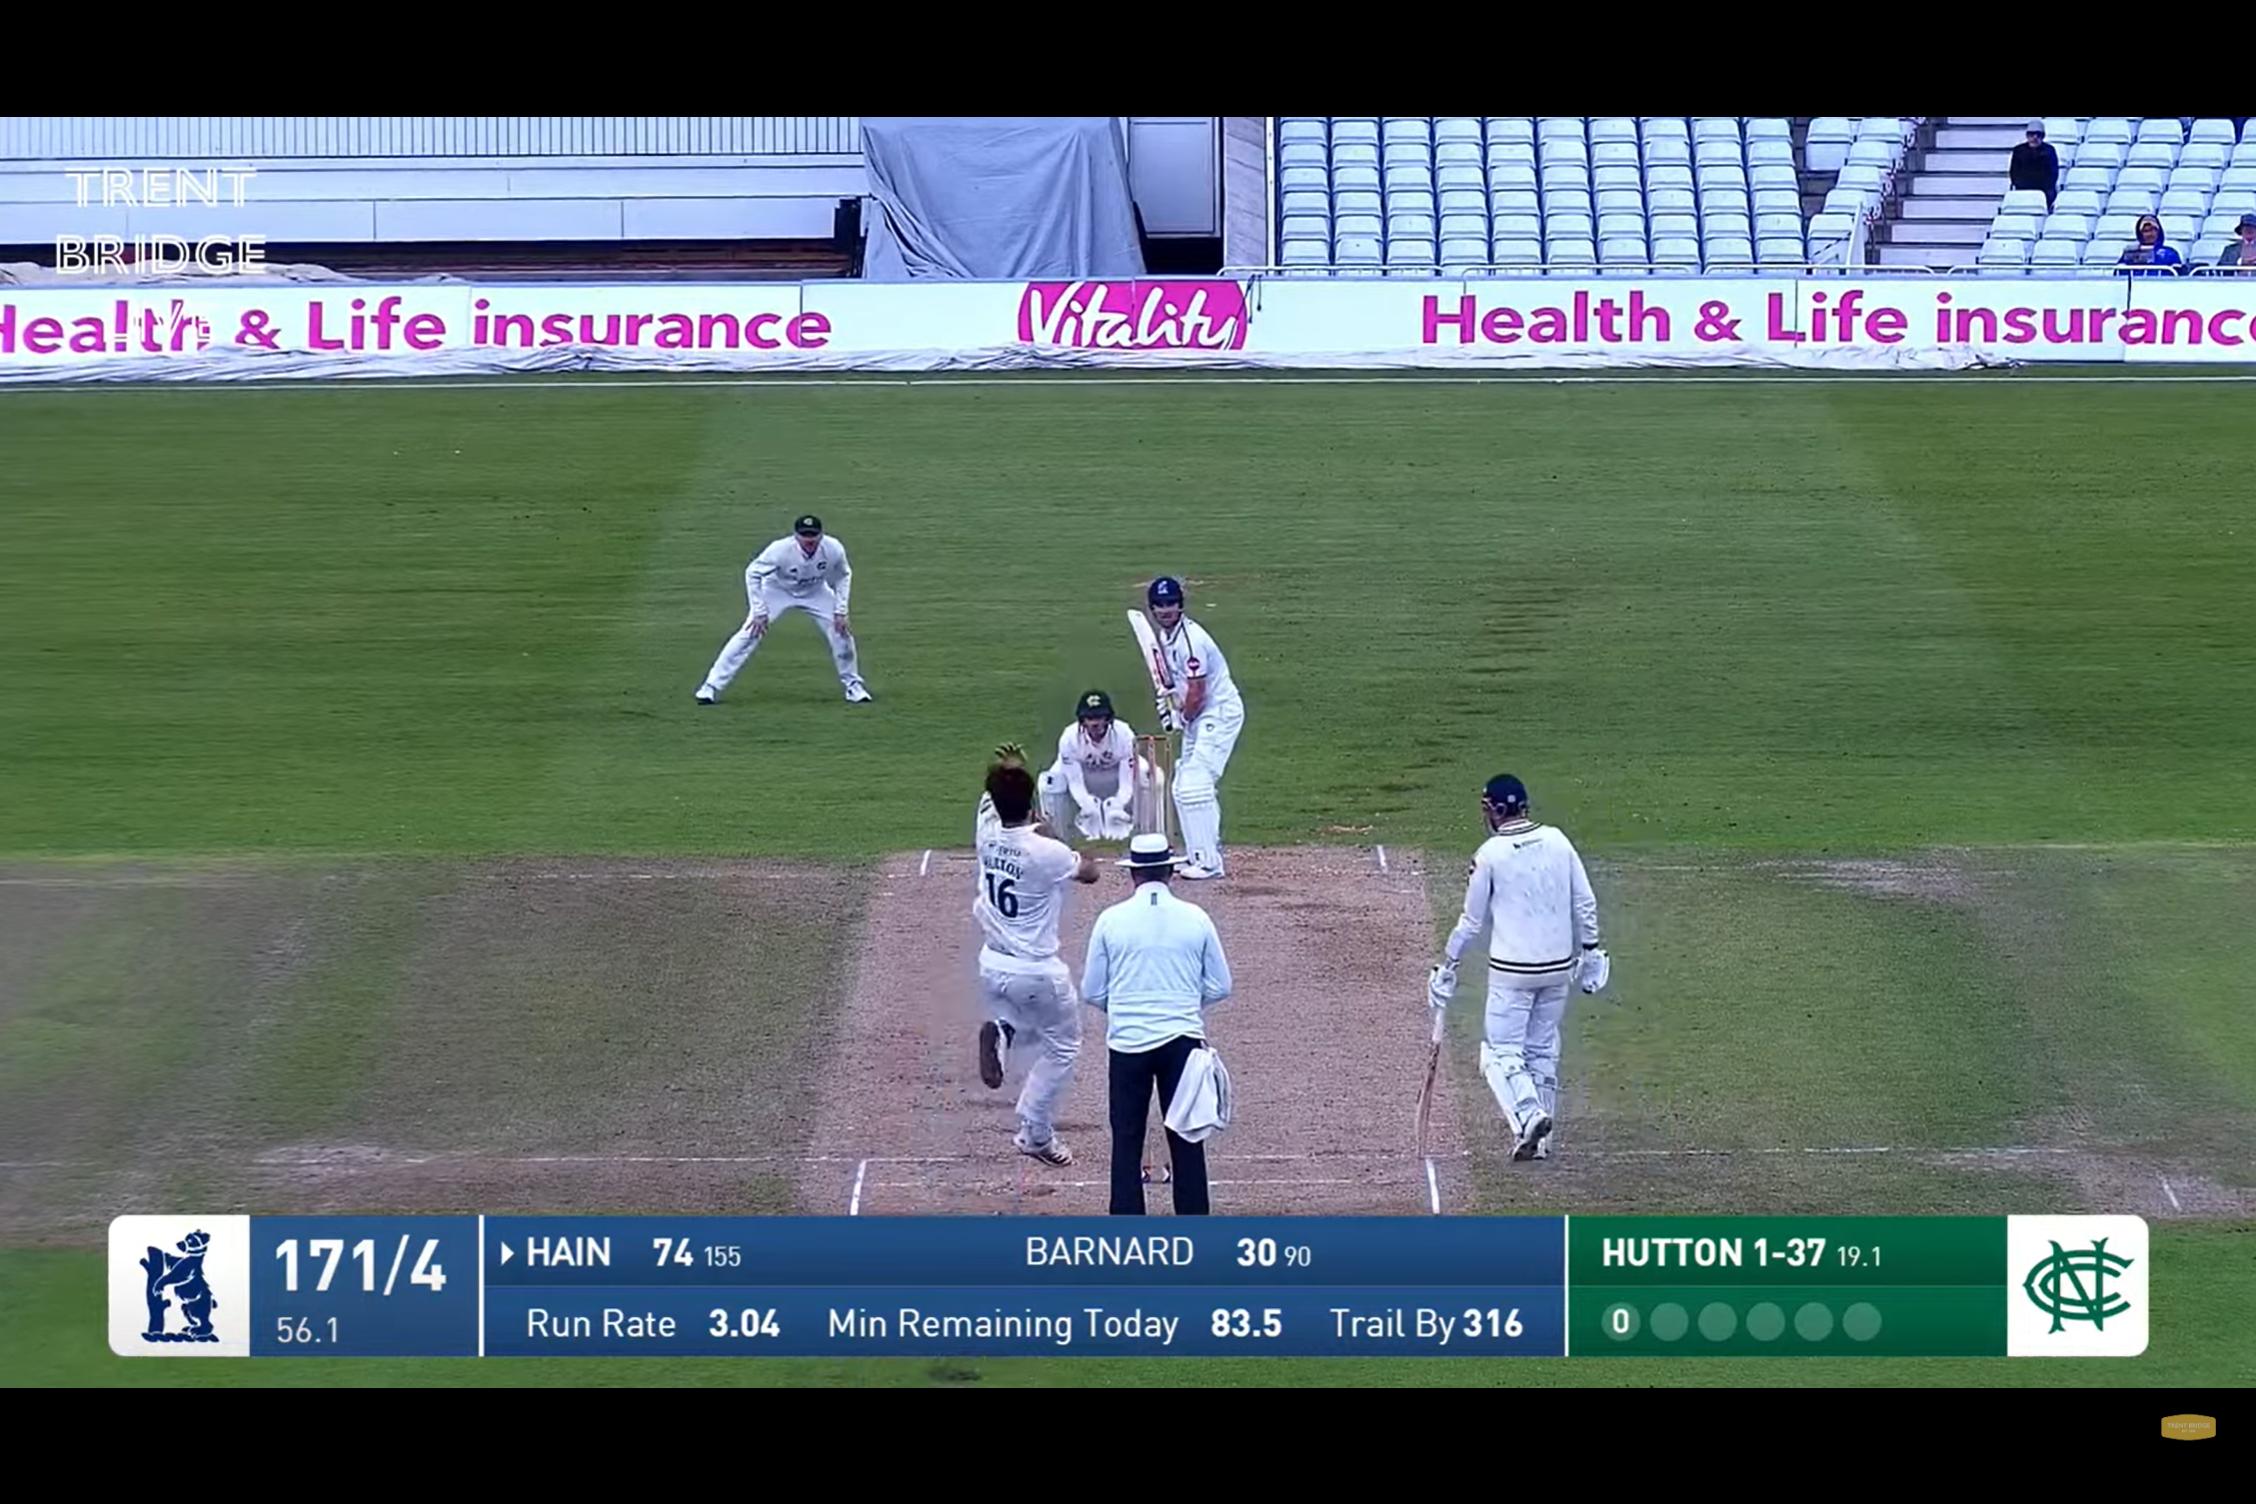 TRENT
BRIDGE
Health & Life insurance
Vitality
Health & Life insurance
16
171/4
56.1
HAIN 74 155 BARNARD 30 90
Run Rate 3.04 Min Remaining Today 83.5 Trail By 316
HUTTON 1-37 19.1
0
TRENT BRIDGE